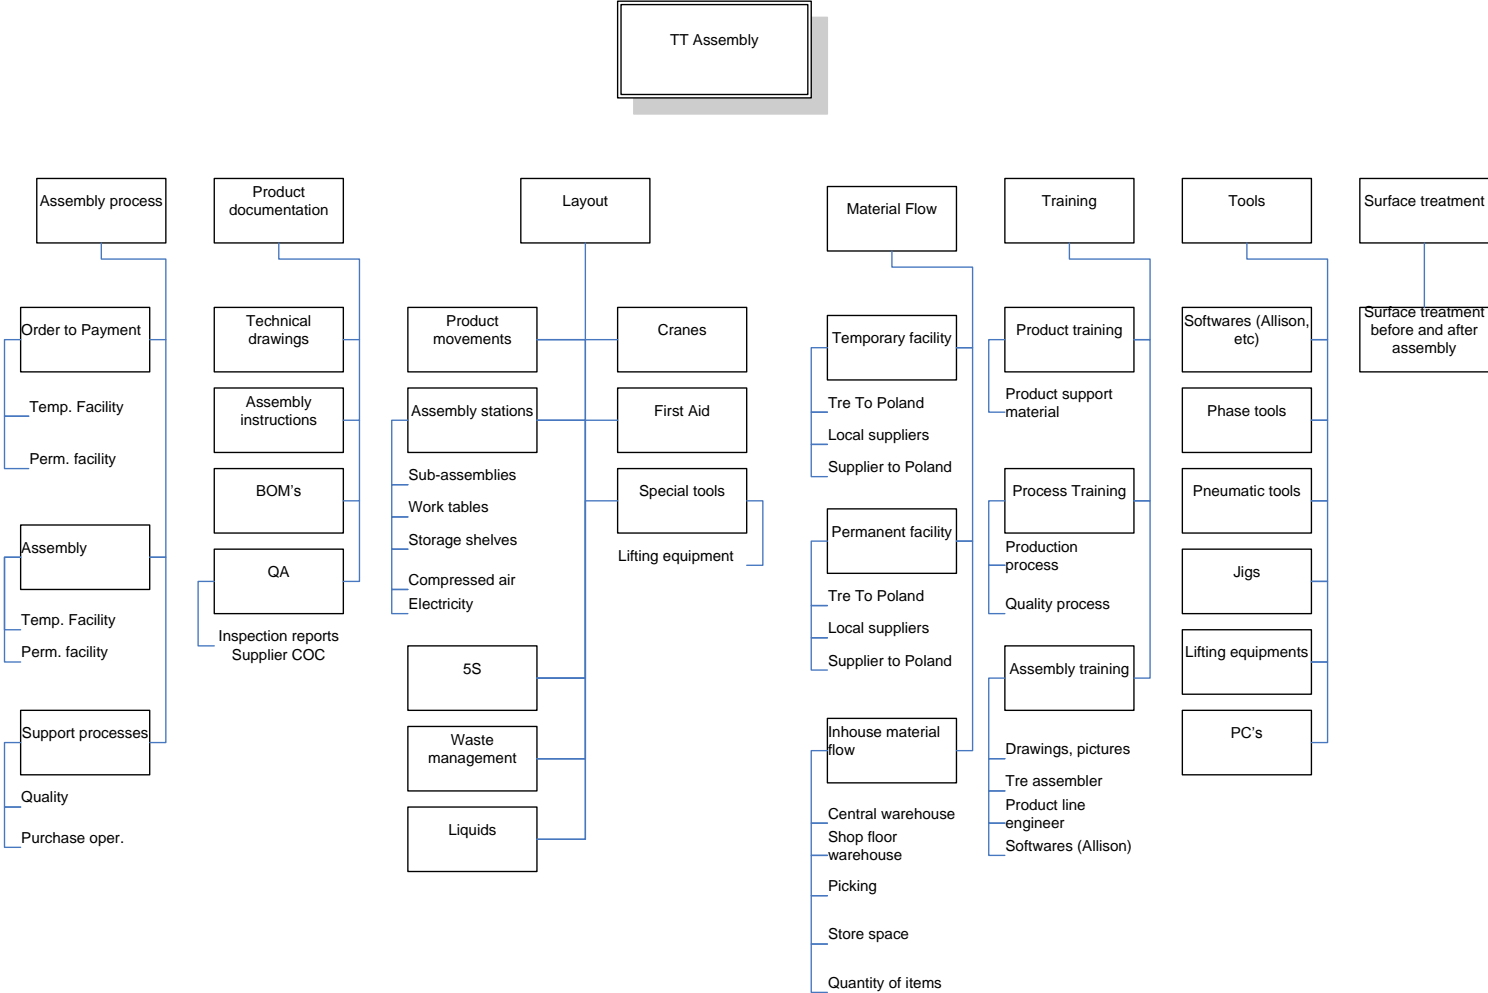 TT Assembly
Assembly process
Order to Payment
Temp. Facility
Perm. facility
Assembly
Temp. Facility
Perm. facility
Support processes
Quality
Purchase oper.
Product
documentation
Technical
drawings
Assembly
instructions
BOM’s
QA
Inspection reports
Supplier COC
Layout
Product
movements
Assembly stations
Sub-assemblies
Work tables
Storage shelves
Compressed air
Electricity
5S
Waste
management
Liquids
Cranes
First Aid
Special tools
Lifting equipment
Material Flow
Temporary facility
Tre To Poland
Local suppliers
Supplier to Poland
Permanent facility
Tre To Poland
Local suppliers
Supplier to Poland
Inhouse material
flow
Central warehouse
Shop floor
warehouse
Picking
Store space
Quantity of items
Training
Product training
Product support
material
Process Training
Production
process
Quality process
Assembly training
Drawings, pictures
Tre assembler
Product line
engineer
Softwares (Allison)
Tools
Softwares (Allison,
etc)
Phase tools
Pneumatic tools
Jigs
Lifting equipments
PC’s
Surface treatment
Surface treatment
before and after
assembly